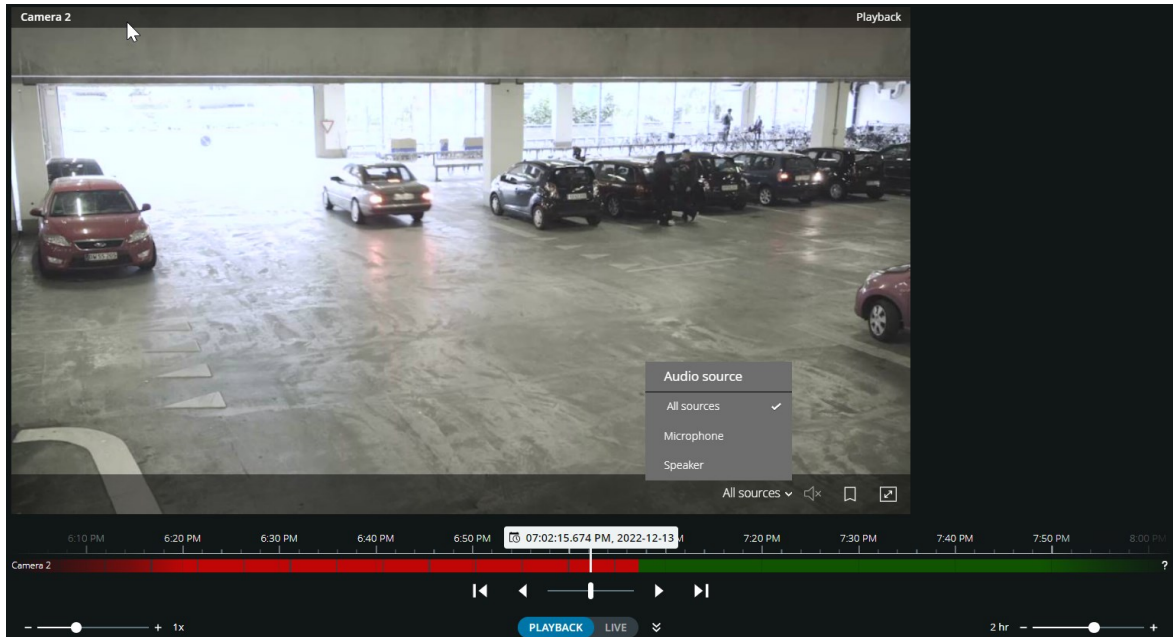 Camera 2 Playback
Audio source
All sources
Microphone
Speaker
All sources
6:10 PM 6:20 PM 6:30 PM 6:40 PM 6:50 PM 07:02:15.674 PM, 2022-12-13 M 7:20 PM 7:30 PM 7:40 PM 7:50 PM 8:00 PM
Camera 2 ?
1x PLAYBACK LIVE 2 hr